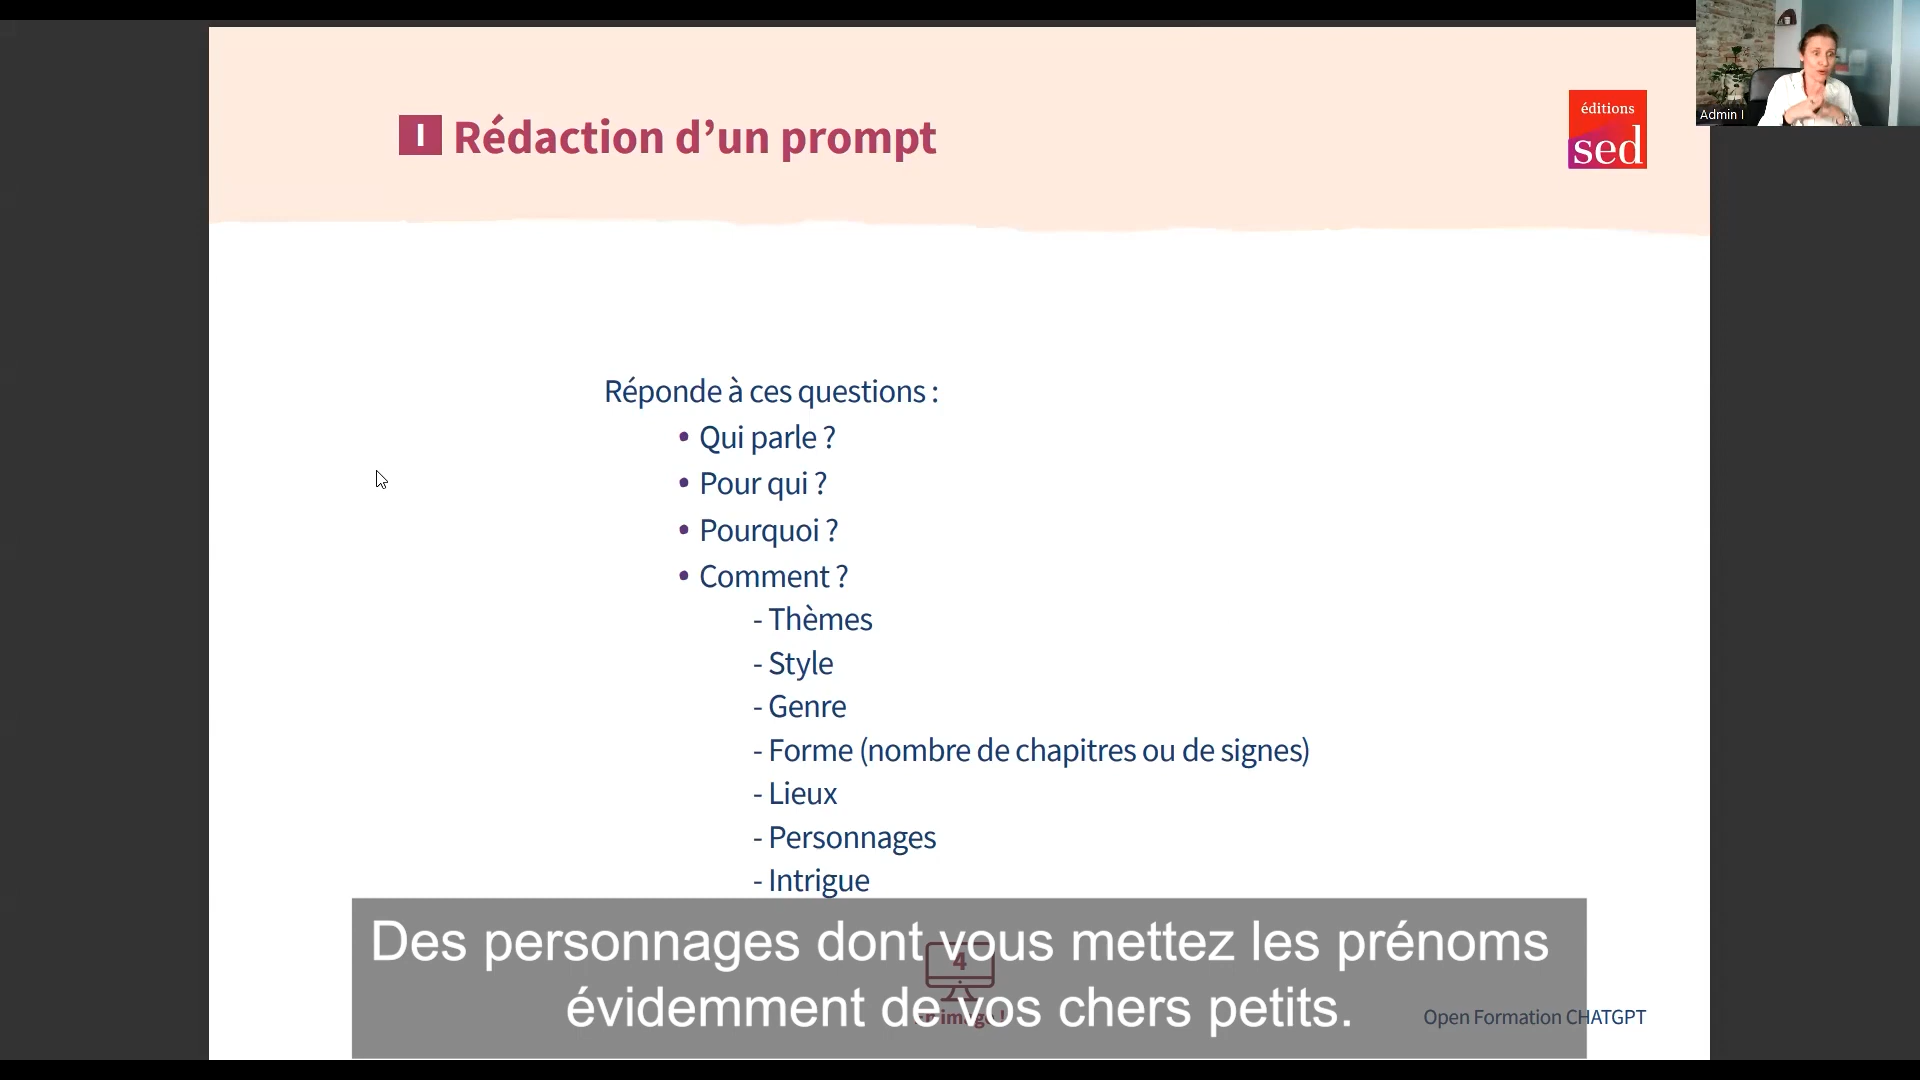 I Rédaction d’un prompt
éditions
sed
Admin I
Réponde à ces questions :
• Qui parle ?
• Pour qui ?
• Pourquoi ?
• Comment ?
- Thèmes
- Style
- Genre
- Forme (nombre de chapitres ou de signes)
- Lieux
- Personnages
- Intrigue
Des personnages dont vous mettez les prénoms
évidemment de vos chers petits.
4
Open Formation CHATGPT